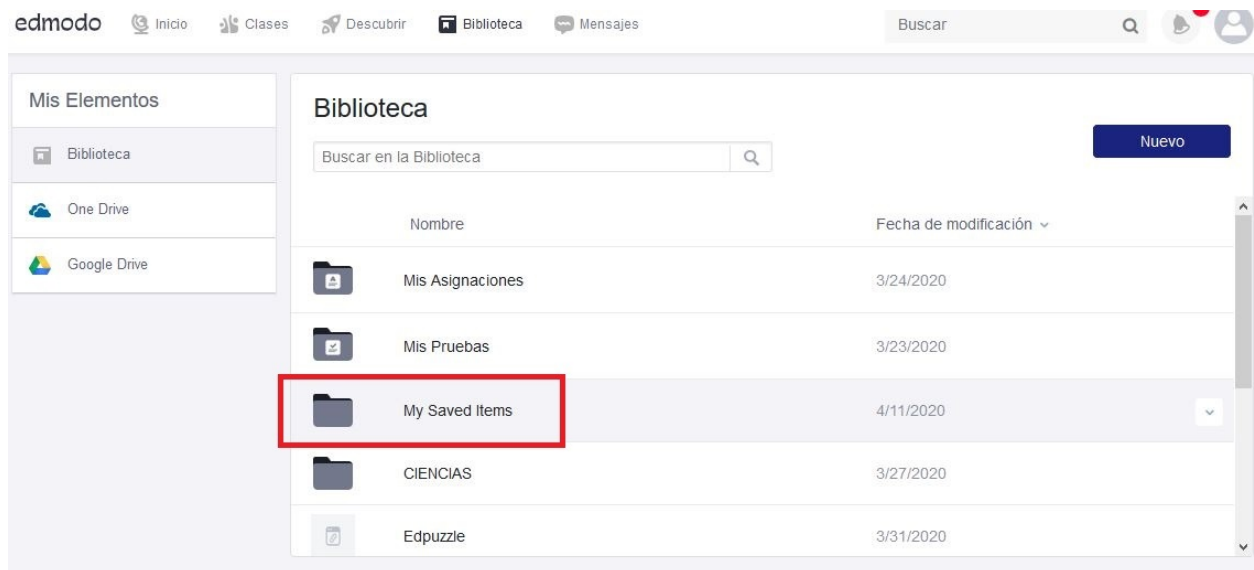 edmodo Inicio Clases Descubrir Biblioteca Mensajes Buscar
Mis Elementos
Biblioteca
One Drive
Google Drive
Biblioteca
Buscar en la Biblioteca
Nuevo
Nombre Fecha de modificación
Mis Asignaciones 3/24/2020
Mis Pruebas 3/23/2020
My Saved Items 4/11/2020
CIENCIAS 3/27/2020
Edpuzzle 3/31/2020